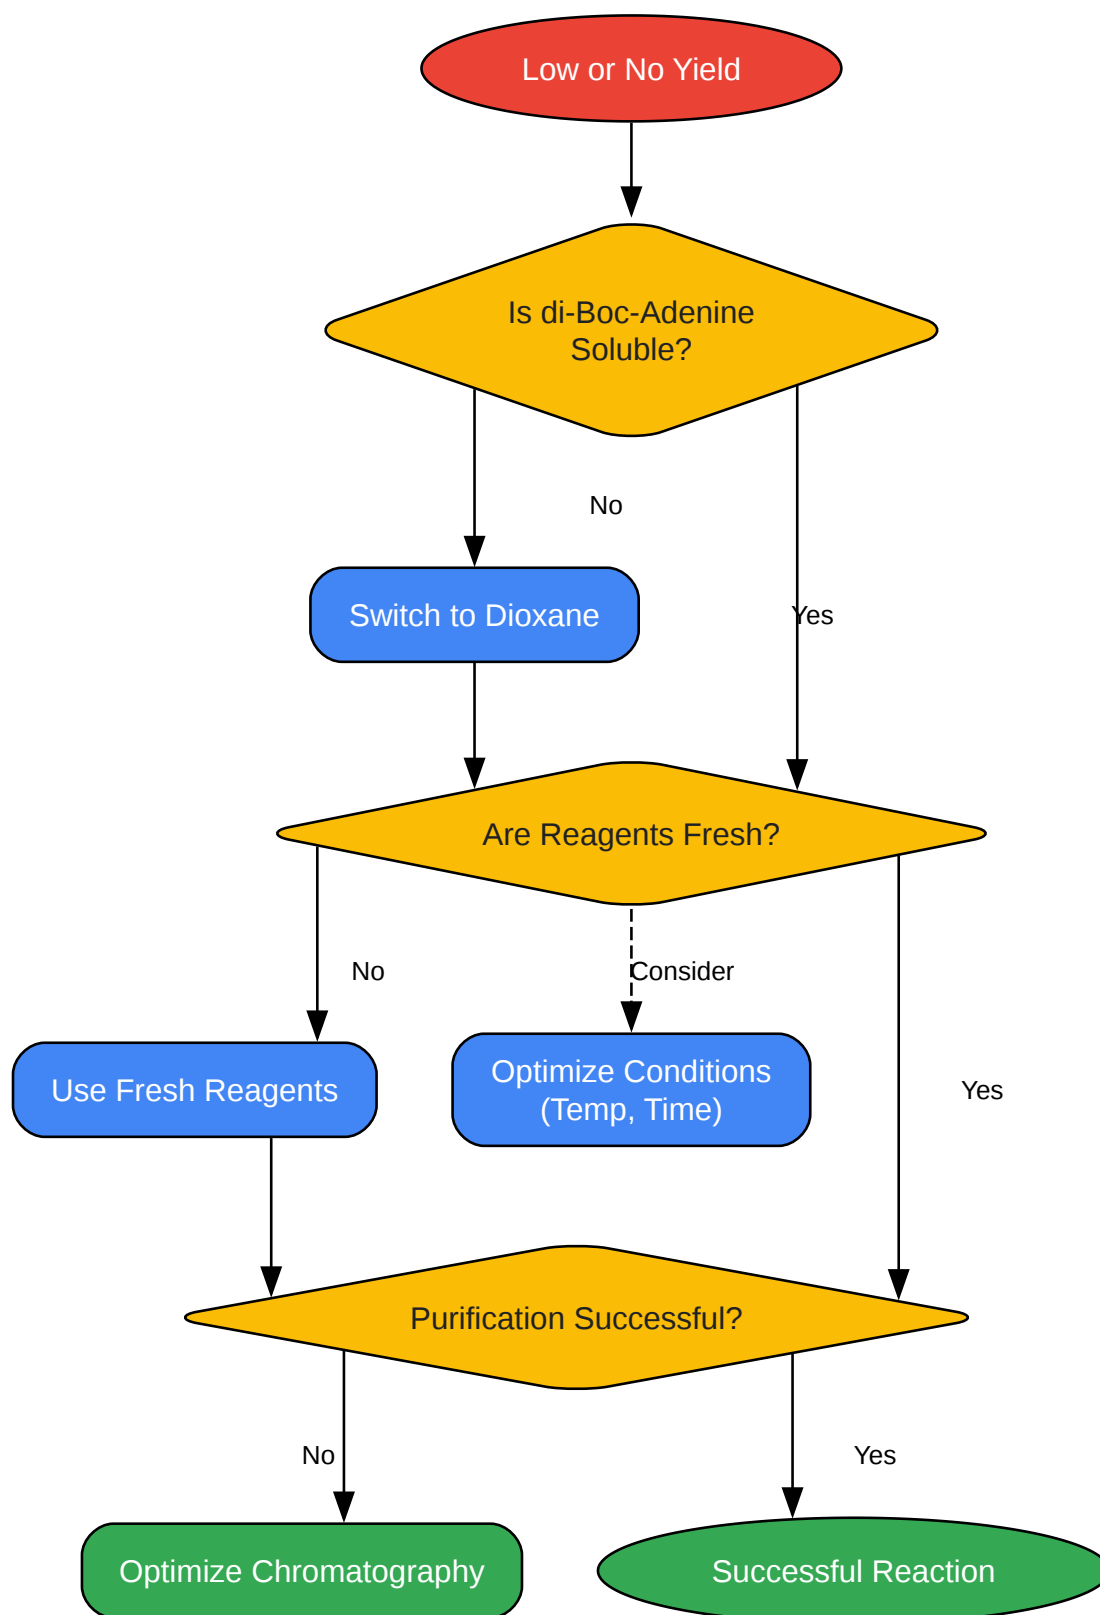 Low or No Yield
Is di-Boc-Adenine
Soluble?
No
Switch to Dioxane
Yes
Are Reagents Fresh?
No
Consider
Use Fresh Reagents
Optimize Conditions
(Temp, Time)
Yes
Purification Successful?
No
Yes
Optimize Chromatography
Successful Reaction